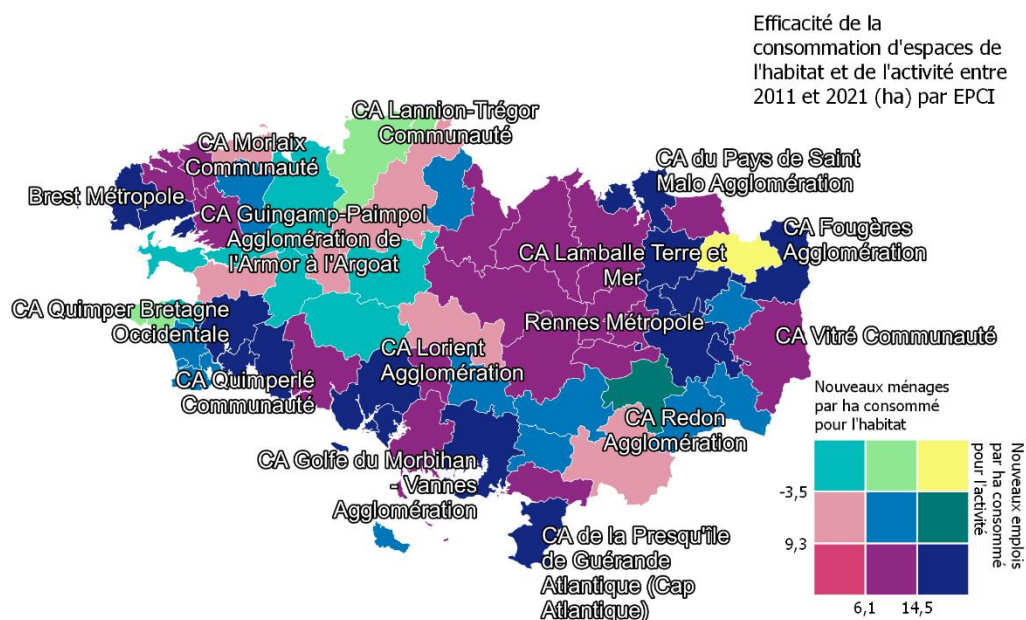 Efficacité de la
consommation d'espaces de
l'habitat et de l'activité entre
2011 et 2021 (ha) par EPCI
CA Lannion-Trégor
Communauté
CA Morlaix
Communauté
CA du Pays de Saint
Malo Agglomération
Brest Métropole
CA Guingamp-Paimpol
Agglomération de
l'Armor à l'Argoat
CA Fougères
Agglomération
CA Lamballe Terre et
Mer
CA Quimper Bretagne
Occidentale
Rennes Métropole
CA Vitré Communauté
CA Lorient
Agglomération
CA Quimperlé
Communauté
CA Redon
Agglomération
CA Golfe du Morbihan
- Vannes
Agglomération
CA de la Presqu'île
de Guérande
Atlantique (Cap
Atlantique)
Nouveaux ménages
par ha consommé
pour l'habitat
Nouveaux emplois
par ha consommé
pour l'activité
-3,5
9,3
6,1
14,5